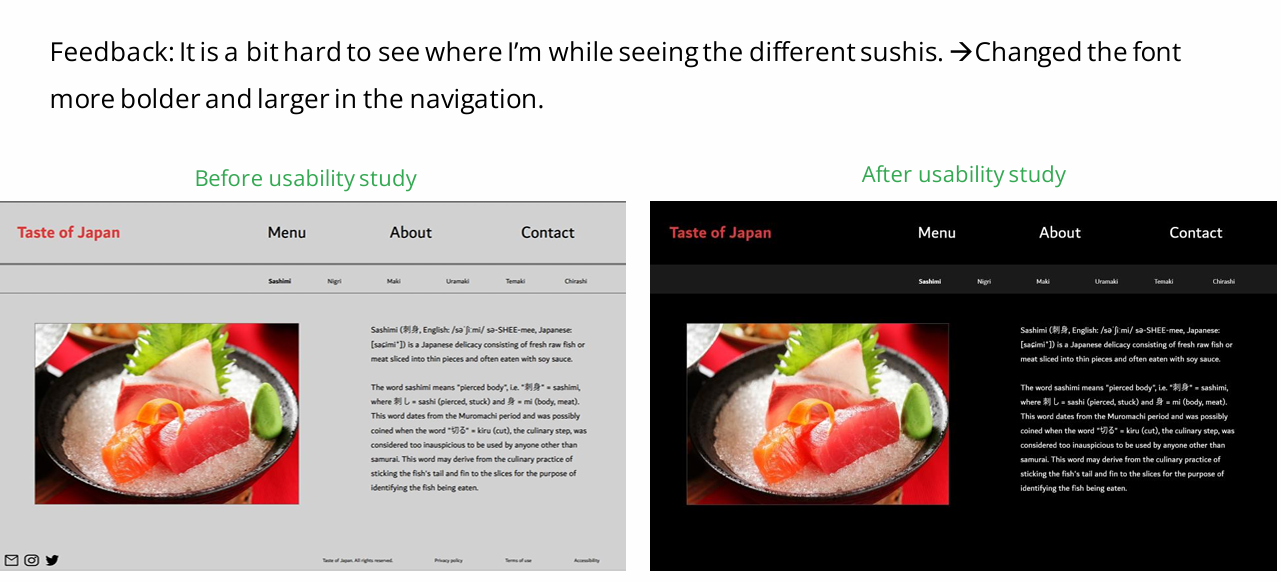 Feedback: It is a bit hard to see where I’m while seeing the different sushis. →Changed the font
more bolder and larger in the navigation.
Before usability study
After usability study
Taste of Japan
Menu
About
Contact
Sashimi
Nigri
Maki
Uramaki
Temaki
Chirashi
Sashimi (刺身, English: /səˈʃiːmi/ sə-SHEE-mee, Japanese:
[saɕimiꜜ]) is a Japanese delicacy consisting of fresh raw fish or
meat sliced into thin pieces and often eaten with soy sauce.
The word sashimi means "pierced body", i.e. "刺身" = sashimi,
where 刺し = sashi (pierced, stuck) and 身 = mi (body, meat).
This word dates from the Muromachi period and was possibly
coined when the word "切る" = kiru (cut), the culinary step, was
considered too inauspicious to be used by anyone other than
samurai. This word may derive from the culinary practice of
sticking the fish's tail and fin to the slices for the purpose of
identifying the fish being eaten.
Taste of Japan. All rights reserved.
Privacy policy
Terms of use
Accessibility
Taste of Japan
Menu
About
Contact
Sashimi
Nigri
Maki
Uramaki
Temaki
Chirashi
Sashimi (刺身, English: /səˈʃiːmi/ sə-SHEE-mee, Japanese:
[saɕimiꜜ]) is a Japanese delicacy consisting of fresh raw fish or
meat sliced into thin pieces and often eaten with soy sauce.
The word sashimi means "pierced body", i.e. "刺身" = sashimi,
where 刺し = sashi (pierced, stuck) and 身 = mi (body, meat).
This word dates from the Muromachi period and was possibly
coined when the word "切る" = kiru (cut), the culinary step, was
considered too inauspicious to be used by anyone other than
samurai. This word may derive from the culinary practice of
sticking the fish's tail and fin to the slices for the purpose of
identifying the fish being eaten.